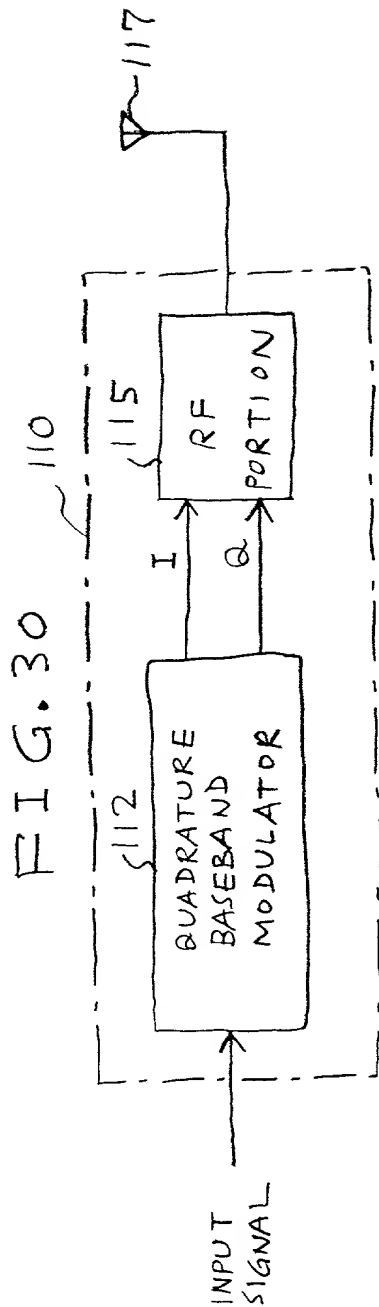 FIG.30
110
INPUT
SIGNAL
112
QUADRATURE
BASEBAND
MODULATOR
I
Q
115
RF
PORTION
117